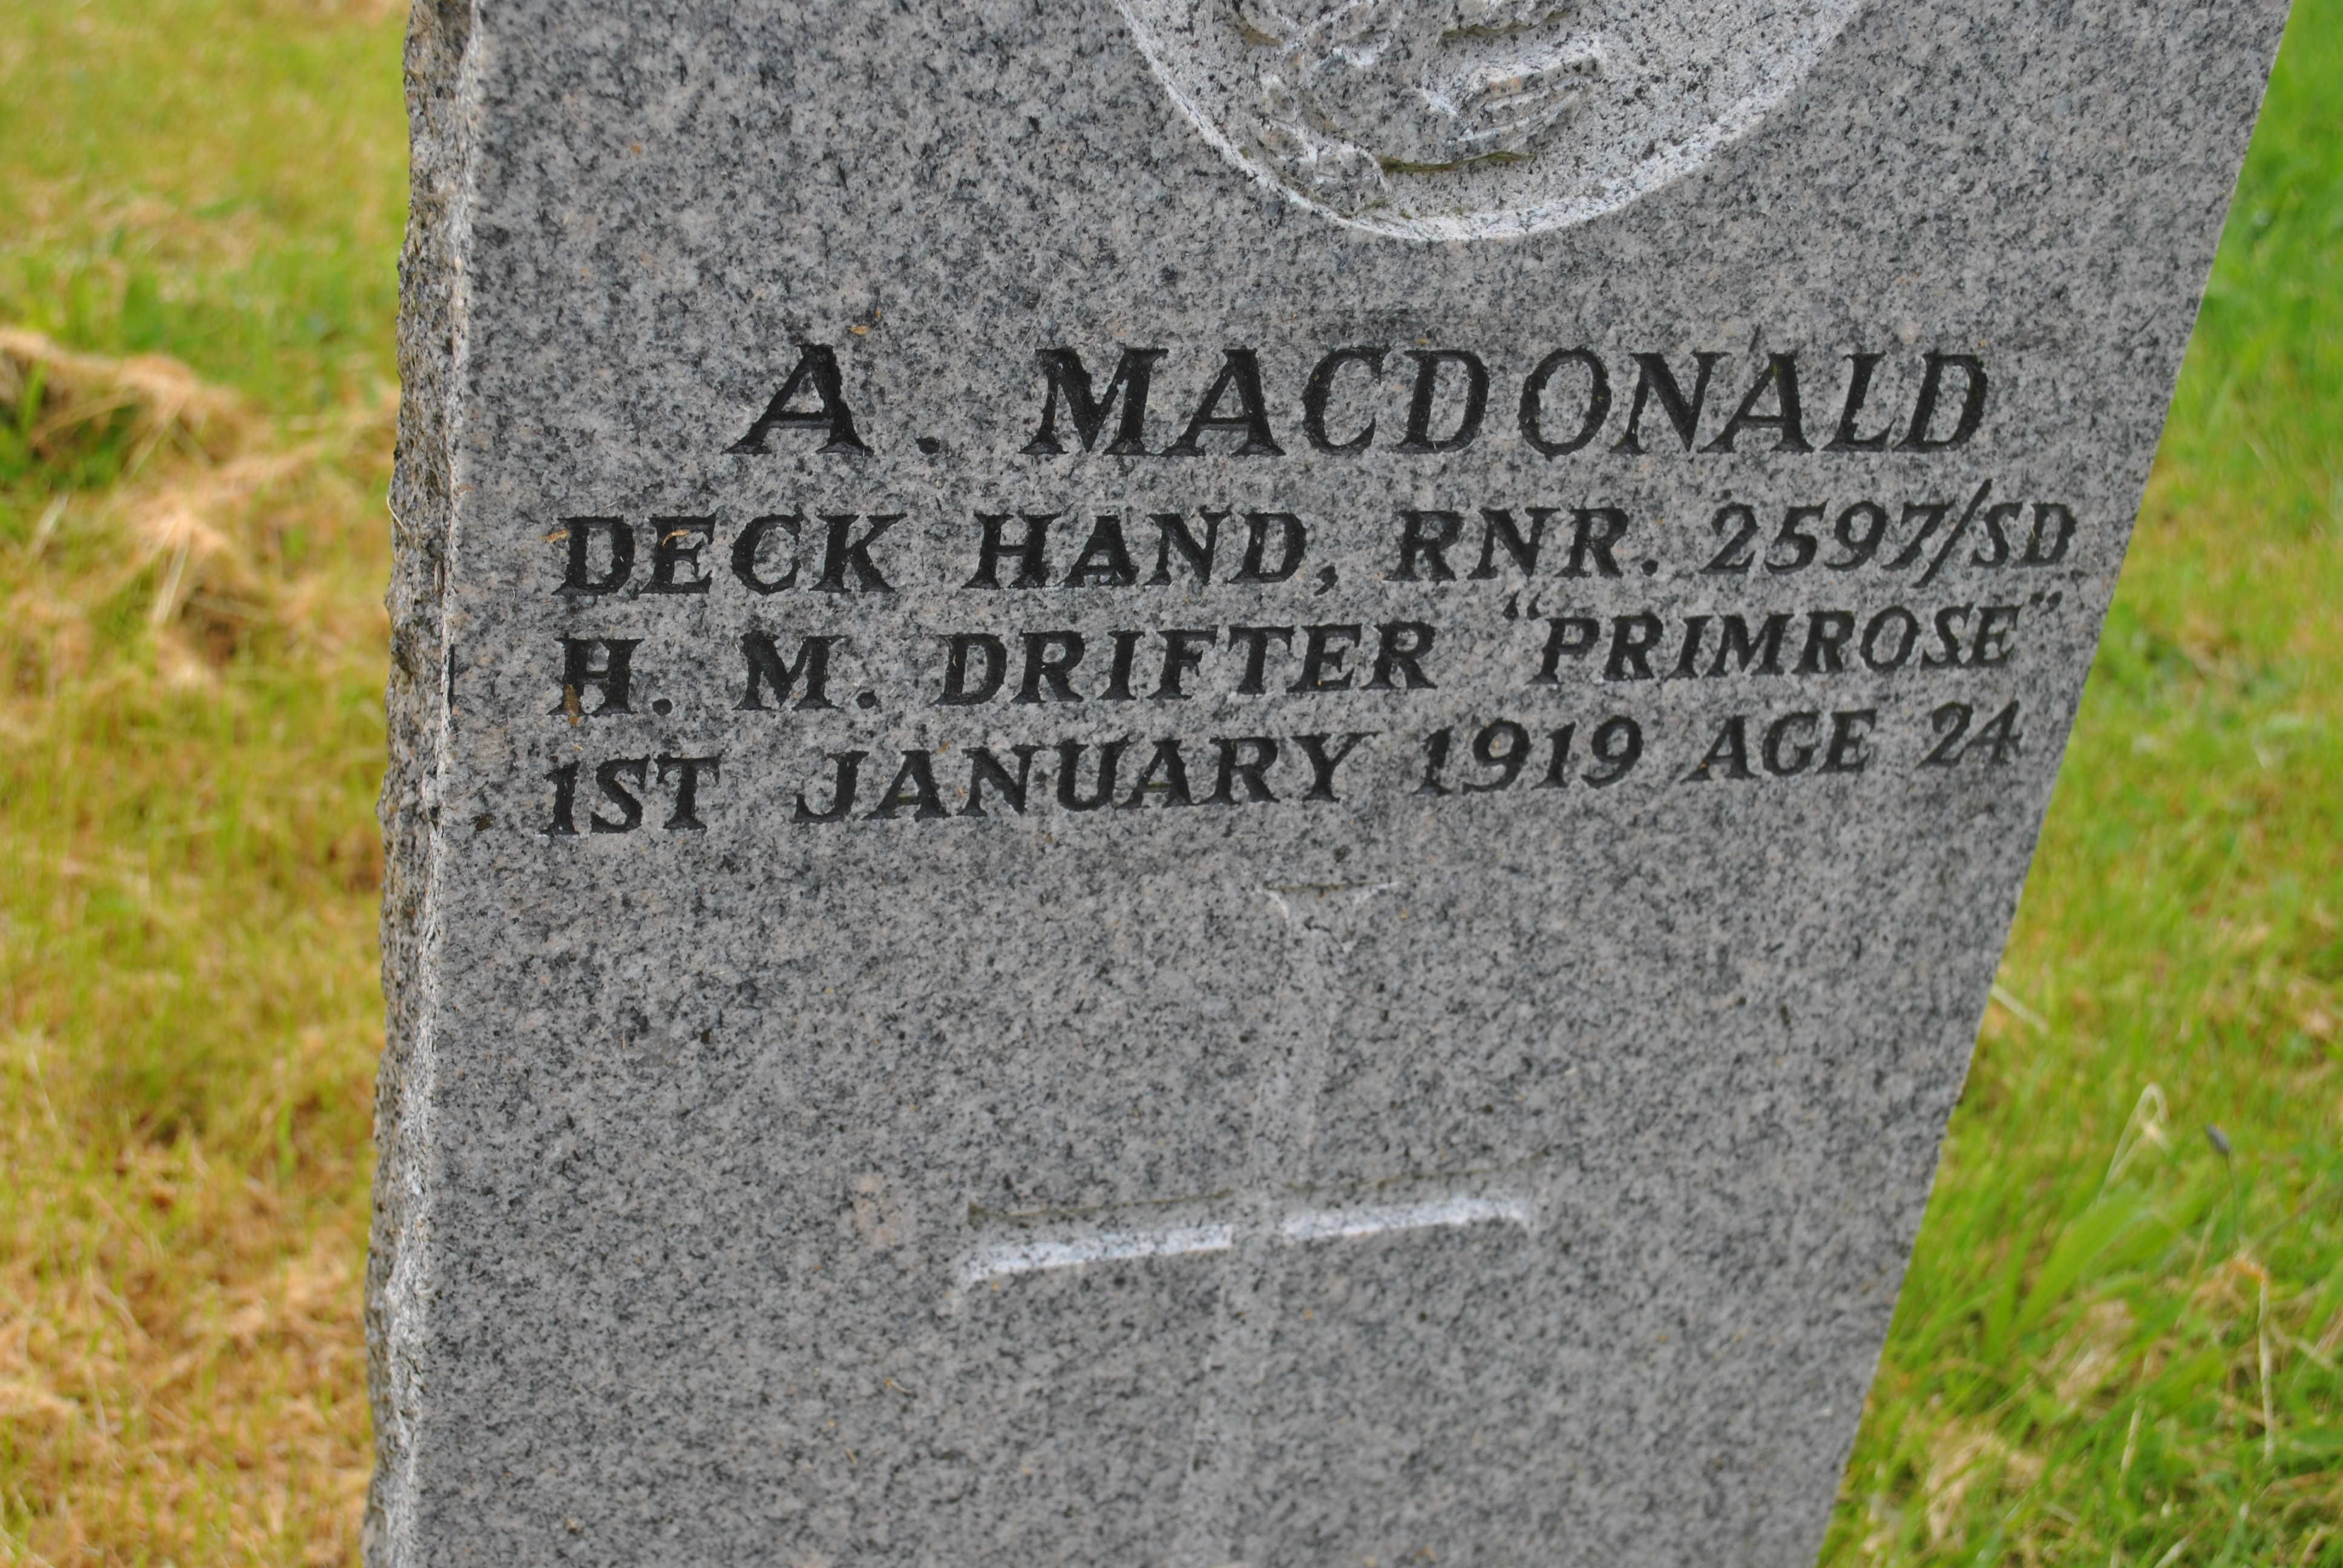 A. MACDONALD
DECK HAND, RNR. 2597/SD
H. M. DRIFTER "PRIMROSE"
1ST JANUARY 1919 AGE 24